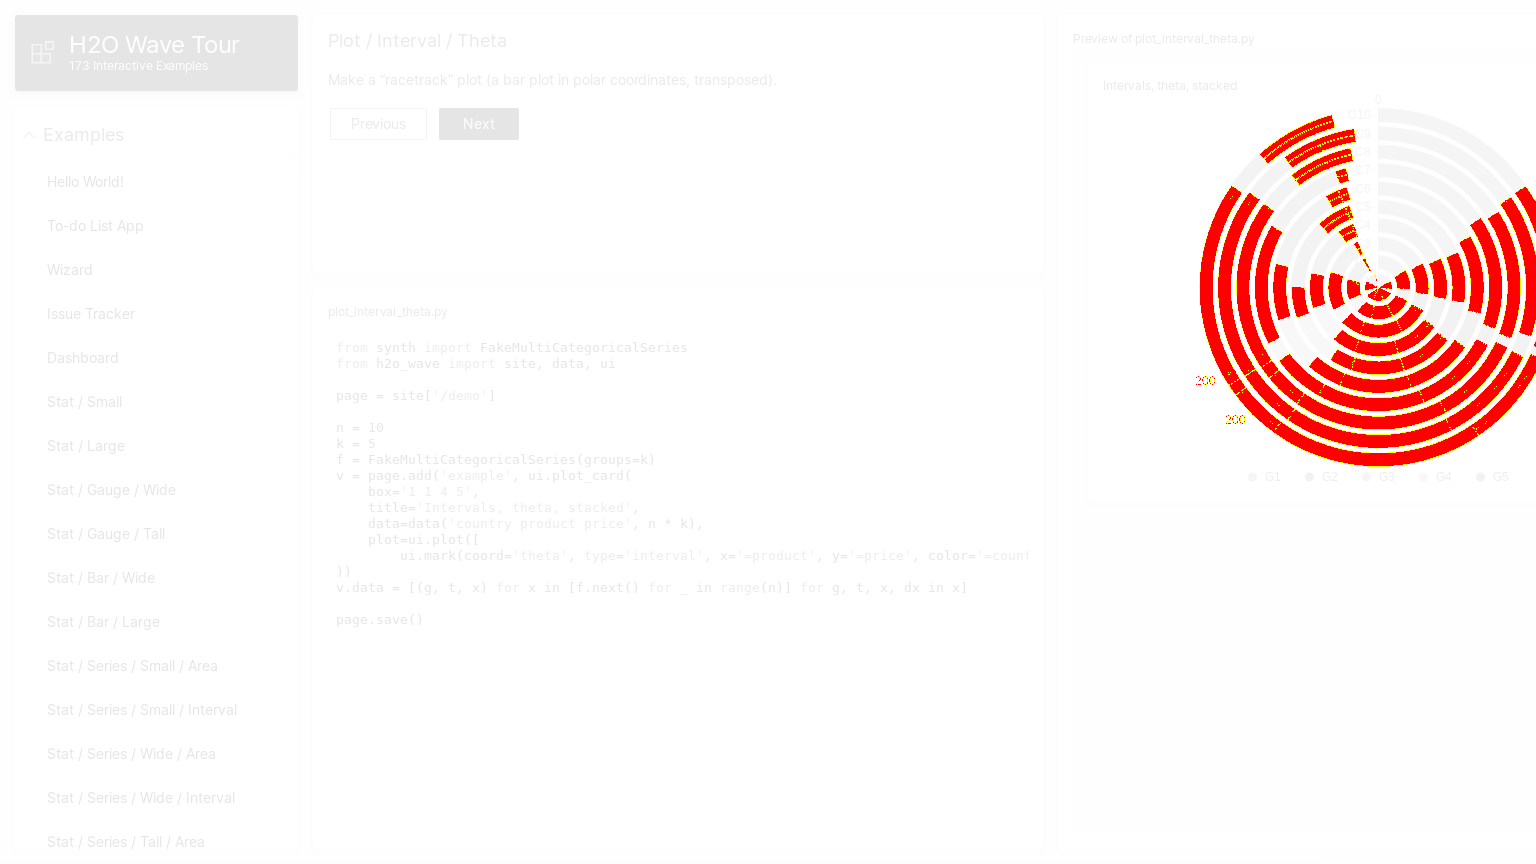 H2O Wave Tour
173 Interactive Examples
Examples
Hello World!
To-do List App
Wizard
Issue Tracker
Dashboard
Stat / Small
Stat / Large
Stat / Gauge / Wide
Stat / Gauge / Tall
Stat / Bar / Wide
Stat / Bar / Large
Stat / Series / Small / Area
Stat / Series / Small / Interval
Stat / Series / Wide / Area
Stat / Series / Wide / Interval
Stat / Series / Tall / Area
Plot / Interval / Theta
Make a “racetrack” plot (a bar plot in polar coordinates, transposed).
Previous
Next
plot_interval_theta.py
from synth import FakeMultiCategoricalSeries
from h2o_wave import site, data, ui
page = site['/demo']
n = 10
k = 5
f = FakeMultiCategoricalSeries(groups=k)
v = page.add('example', ui.plot_card(
box='1 1 4 5',
title='Intervals, theta, stacked',
data=data('country product price', n * k),
plot=ui.plot([
ui.mark(coord='theta', type='interval', x='=product', y='=price', color='=count
))
v.data = [(g, t, x) for x in [f.next() for _ in range(n)] for g, t, x, dx in x]
page.save()
Preview of plot_interval_theta.py
Intervals, theta, stacked
0
200
200
G1
G2
G3
G4
G5